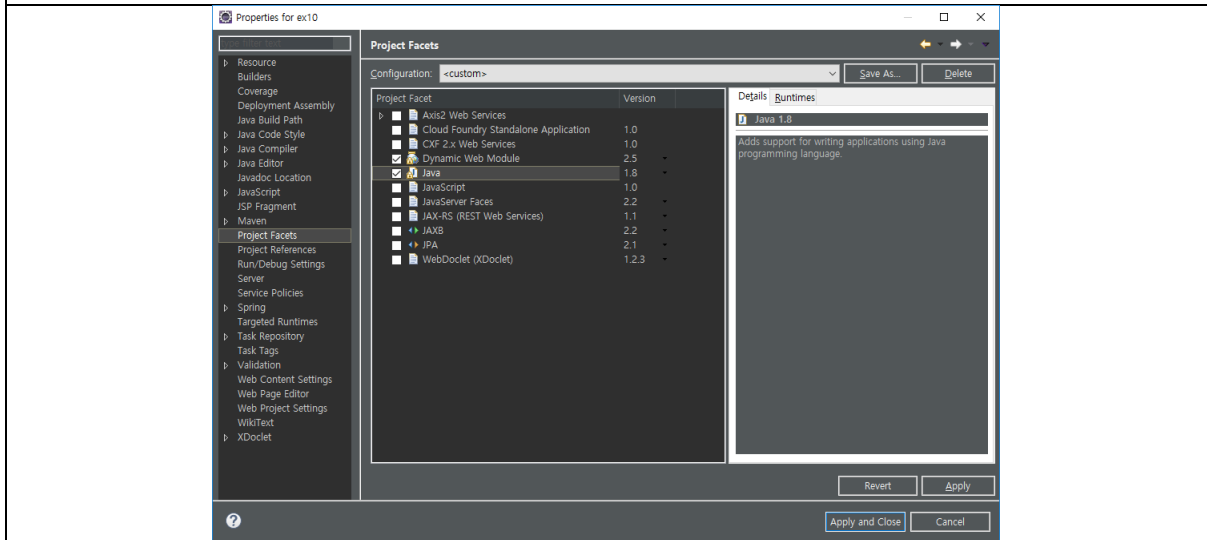 Properties for ex10
type filter text
Resource
Builders
Coverage
Deployment Assembly
Java Build Path
Java Code Style
Java Compiler
Java Editor
Javadoc Location
JavaScript
JSP Fragment
Maven
Project Facets
Project References
Run/Debug Settings
Server
Service Policies
Spring
Targeted Runtimes
Task Repository
Task Tags
Validation
Web Content Settings
Web Page Editor
Web Project Settings
WikiText
XDoclet
Project Facets
Configuration: <custom>
Save As... Delete
Project Facet Version
Axis2 Web Services
Cloud Foundry Standalone Application 1.0
CXF 2.x Web Services 1.0
Dynamic Web Module 2.5
Java 1.8
JavaScript 1.0
JavaServer Faces 2.2
JAX-RS (REST Web Services) 1.1
JAXB 2.2
JPA 2.1
WebDoclet (XDoclet) 1.2.3
Details Runtimes
Java 1.8
Adds support for writing applications using Java
programming language.
Revert Apply
Apply and Close Cancel